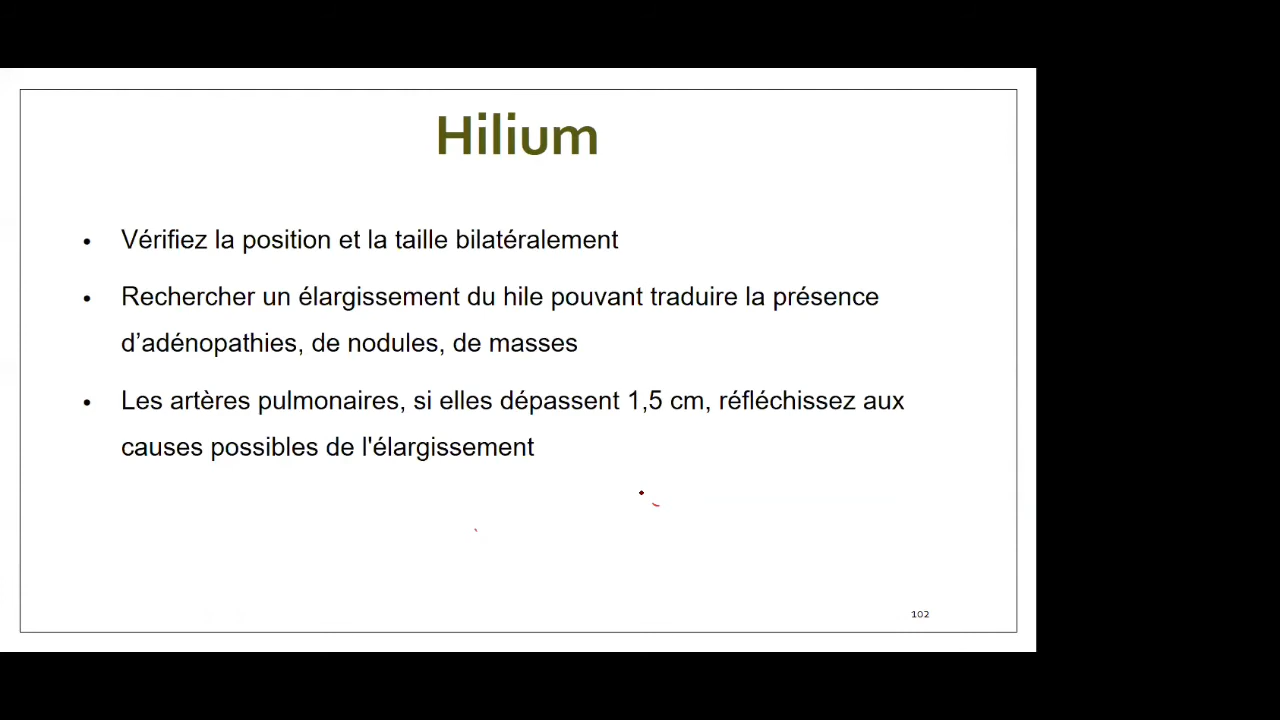 Hilium
• Vérifiez la position et la taille bilatéralement
• Rechercher un élargissement du hile pouvant traduire la présence
d’adénopathies, de nodules, de masses
• Les artères pulmonaires, si elles dépassent 1,5 cm, réfléchissez aux
causes possibles de l'élargissement
102